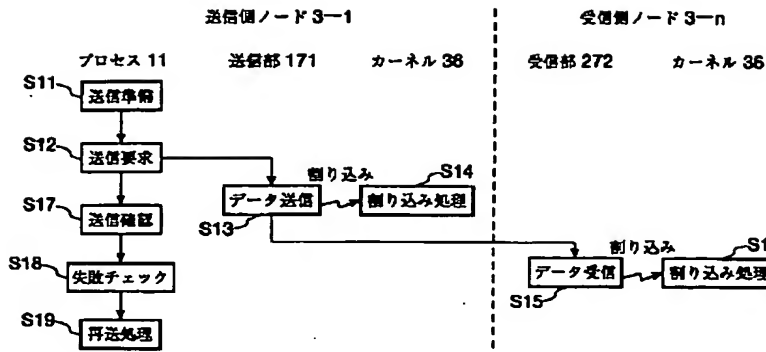 送信側ノード 3—1
受信側ノード 3—n
プロセス 11
送信部 171
カーネル 36
受信部 272
カーネル 36
S11
送信準備
S12
送信要求
割り込み
S14
S17
データ送信
割り込み処理
送信確認
S13
割り込み
S1
S18
失敗チェック
データ受信
割り込み処理
S15
S19
再送処理